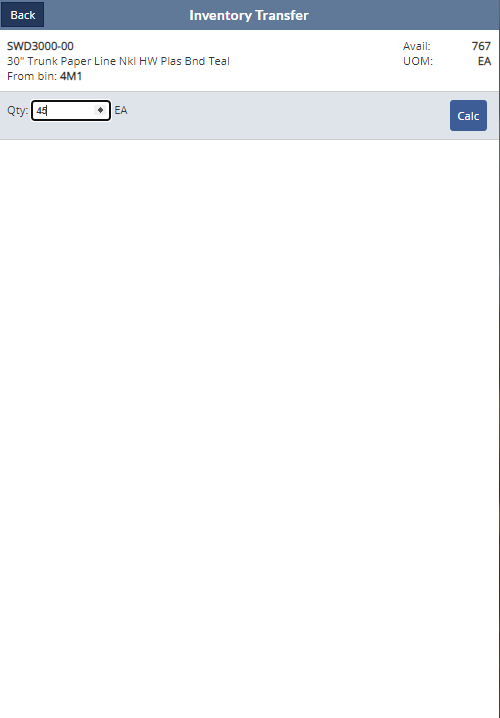 Back Inventory Transfer
SWD3000-00 Avail: 767
30" Trunk Paper Line Nkl HW Plas Bnd Teal UOM: EA
From bin: 4M1
Qty: 45 EA Calc